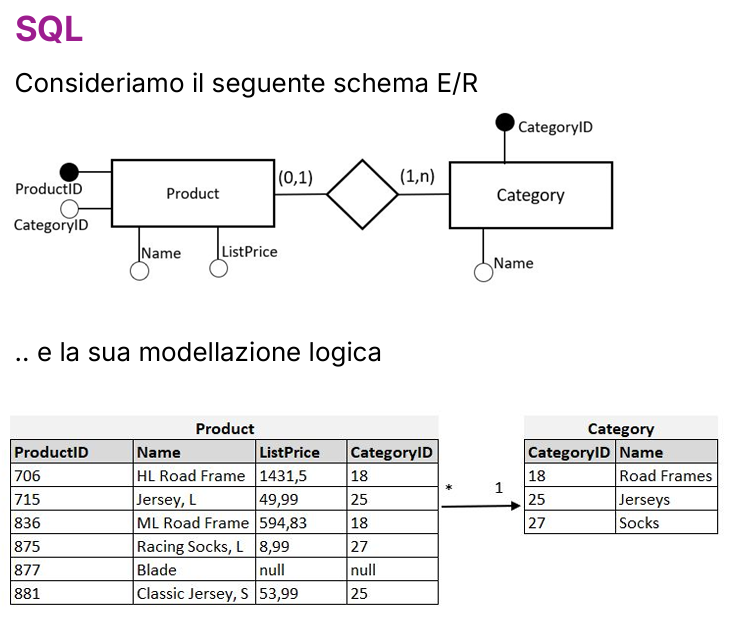 SQL
Consideriamo il seguente schema E/R
CategoryID
(0,1)
(1,n)
ProductID
Product
Category
CategoryID
Name
ListPrice
Name
.. e la sua modellazione logica
Product
ProductID Name ListPrice CategoryID
706 HL Road Frame 1431,5 18
715 Jersey, L 49,99 25
836 ML Road Frame 594,83 18
875 Racing Socks, L 8,99 27
877 Blade null null
881 Classic Jersey, S 53,99 25
* 1
Category
CategoryID Name
18 Road Frames
25 Jerseys
27 Socks